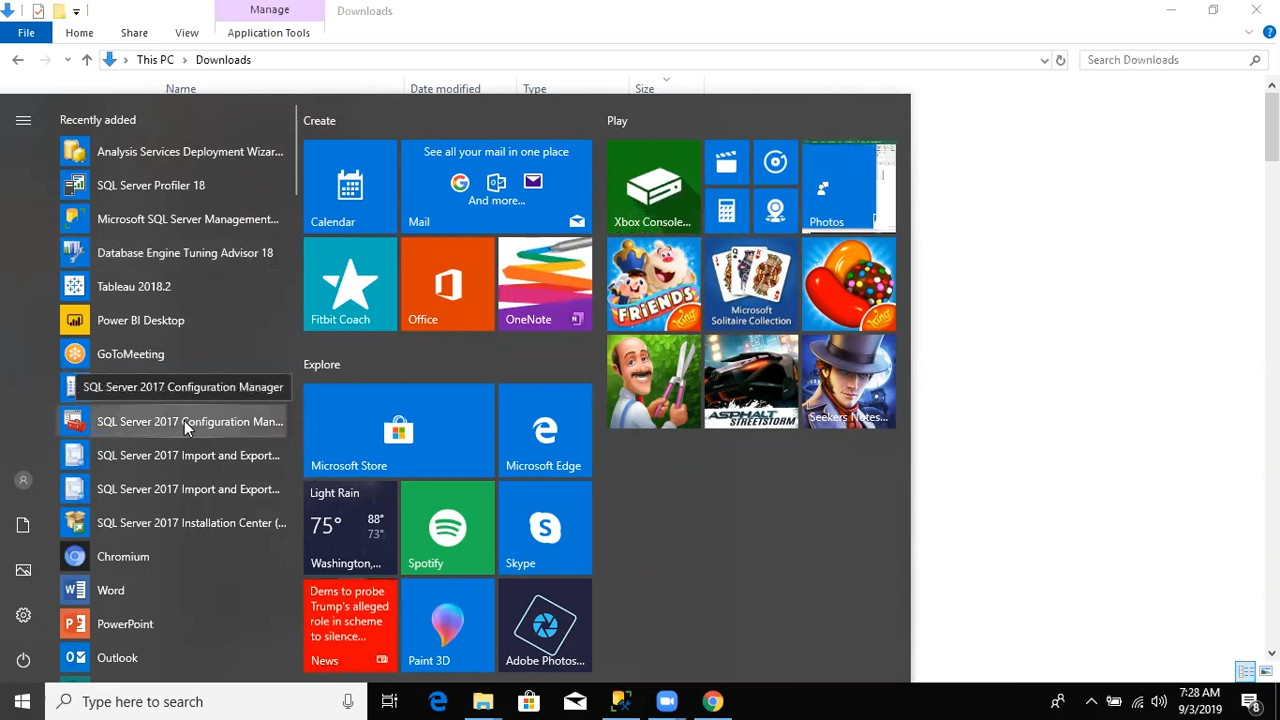 Manage
Downloads
File
Home
Share
View
Application Tools
This PC
Downloads
Search Downloads
Name
Date modified
Type
Size
Recently added
Analysis Services Deployment Wizar...
SQL Server Profiler 18
Microsoft SQL Server Management...
Database Engine Tuning Advisor 18
Tableau 2018.2
Power BI Desktop
GoToMeeting
SQL Server 2017 Configuration Manager
SQL Server 2017 Configuration Man...
SQL Server 2017 Import and Export...
SQL Server 2017 Import and Export...
SQL Server 2017 Installation Center (...
Chromium
Word
PowerPoint
Outlook
Create
Calendar
See all your mail in one place
And more...
Mail
Fitbit Coach
Office
OneNote
Explore
Microsoft Store
Microsoft Edge
Light Rain
75° 88°
73°
Washington,...
Spotify
Skype
Dems to probe
Trump's alleged
role in scheme
to silence...
News
Paint 3D
Adobe Photos...
Play
Xbox Console...
Photos
FRIENDS
King
Microsoft
Solitaire Collection
King
ASPHALT
STREETSTORM
Seekers Notes...
Type here to search
7:28 AM
9/3/2019
8